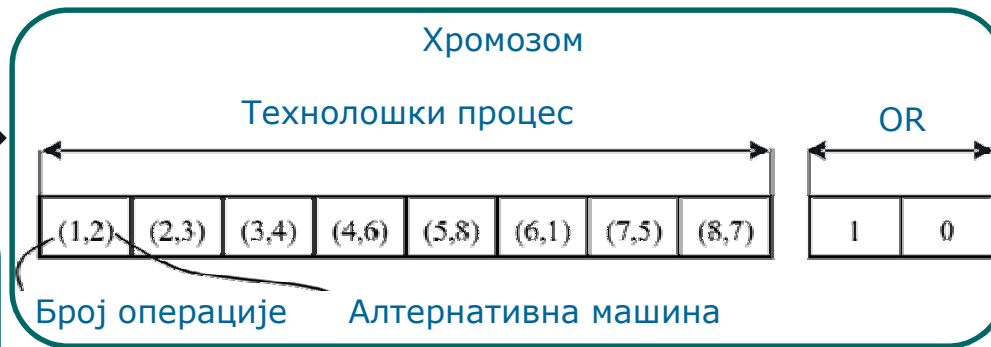 Хромозом
Технолошки процес OR
(1,2) (2,3) (3,4) (4,6) (5,8) (6,1) (7,5) (8,7) 1 0
Број операције Алтернативна машина